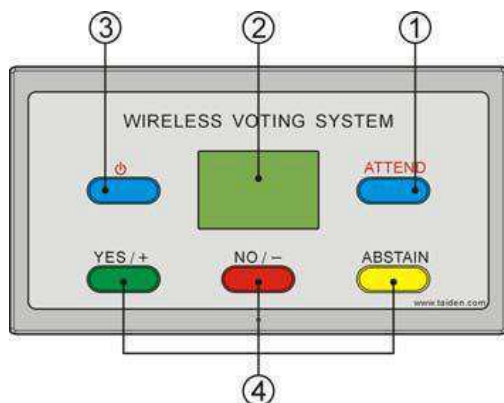 ③ ② ①
WIRELESS VOTING SYSTEM
⏻ ATTEND
YES / + NO / − ABSTAIN
www.taiden.com
④